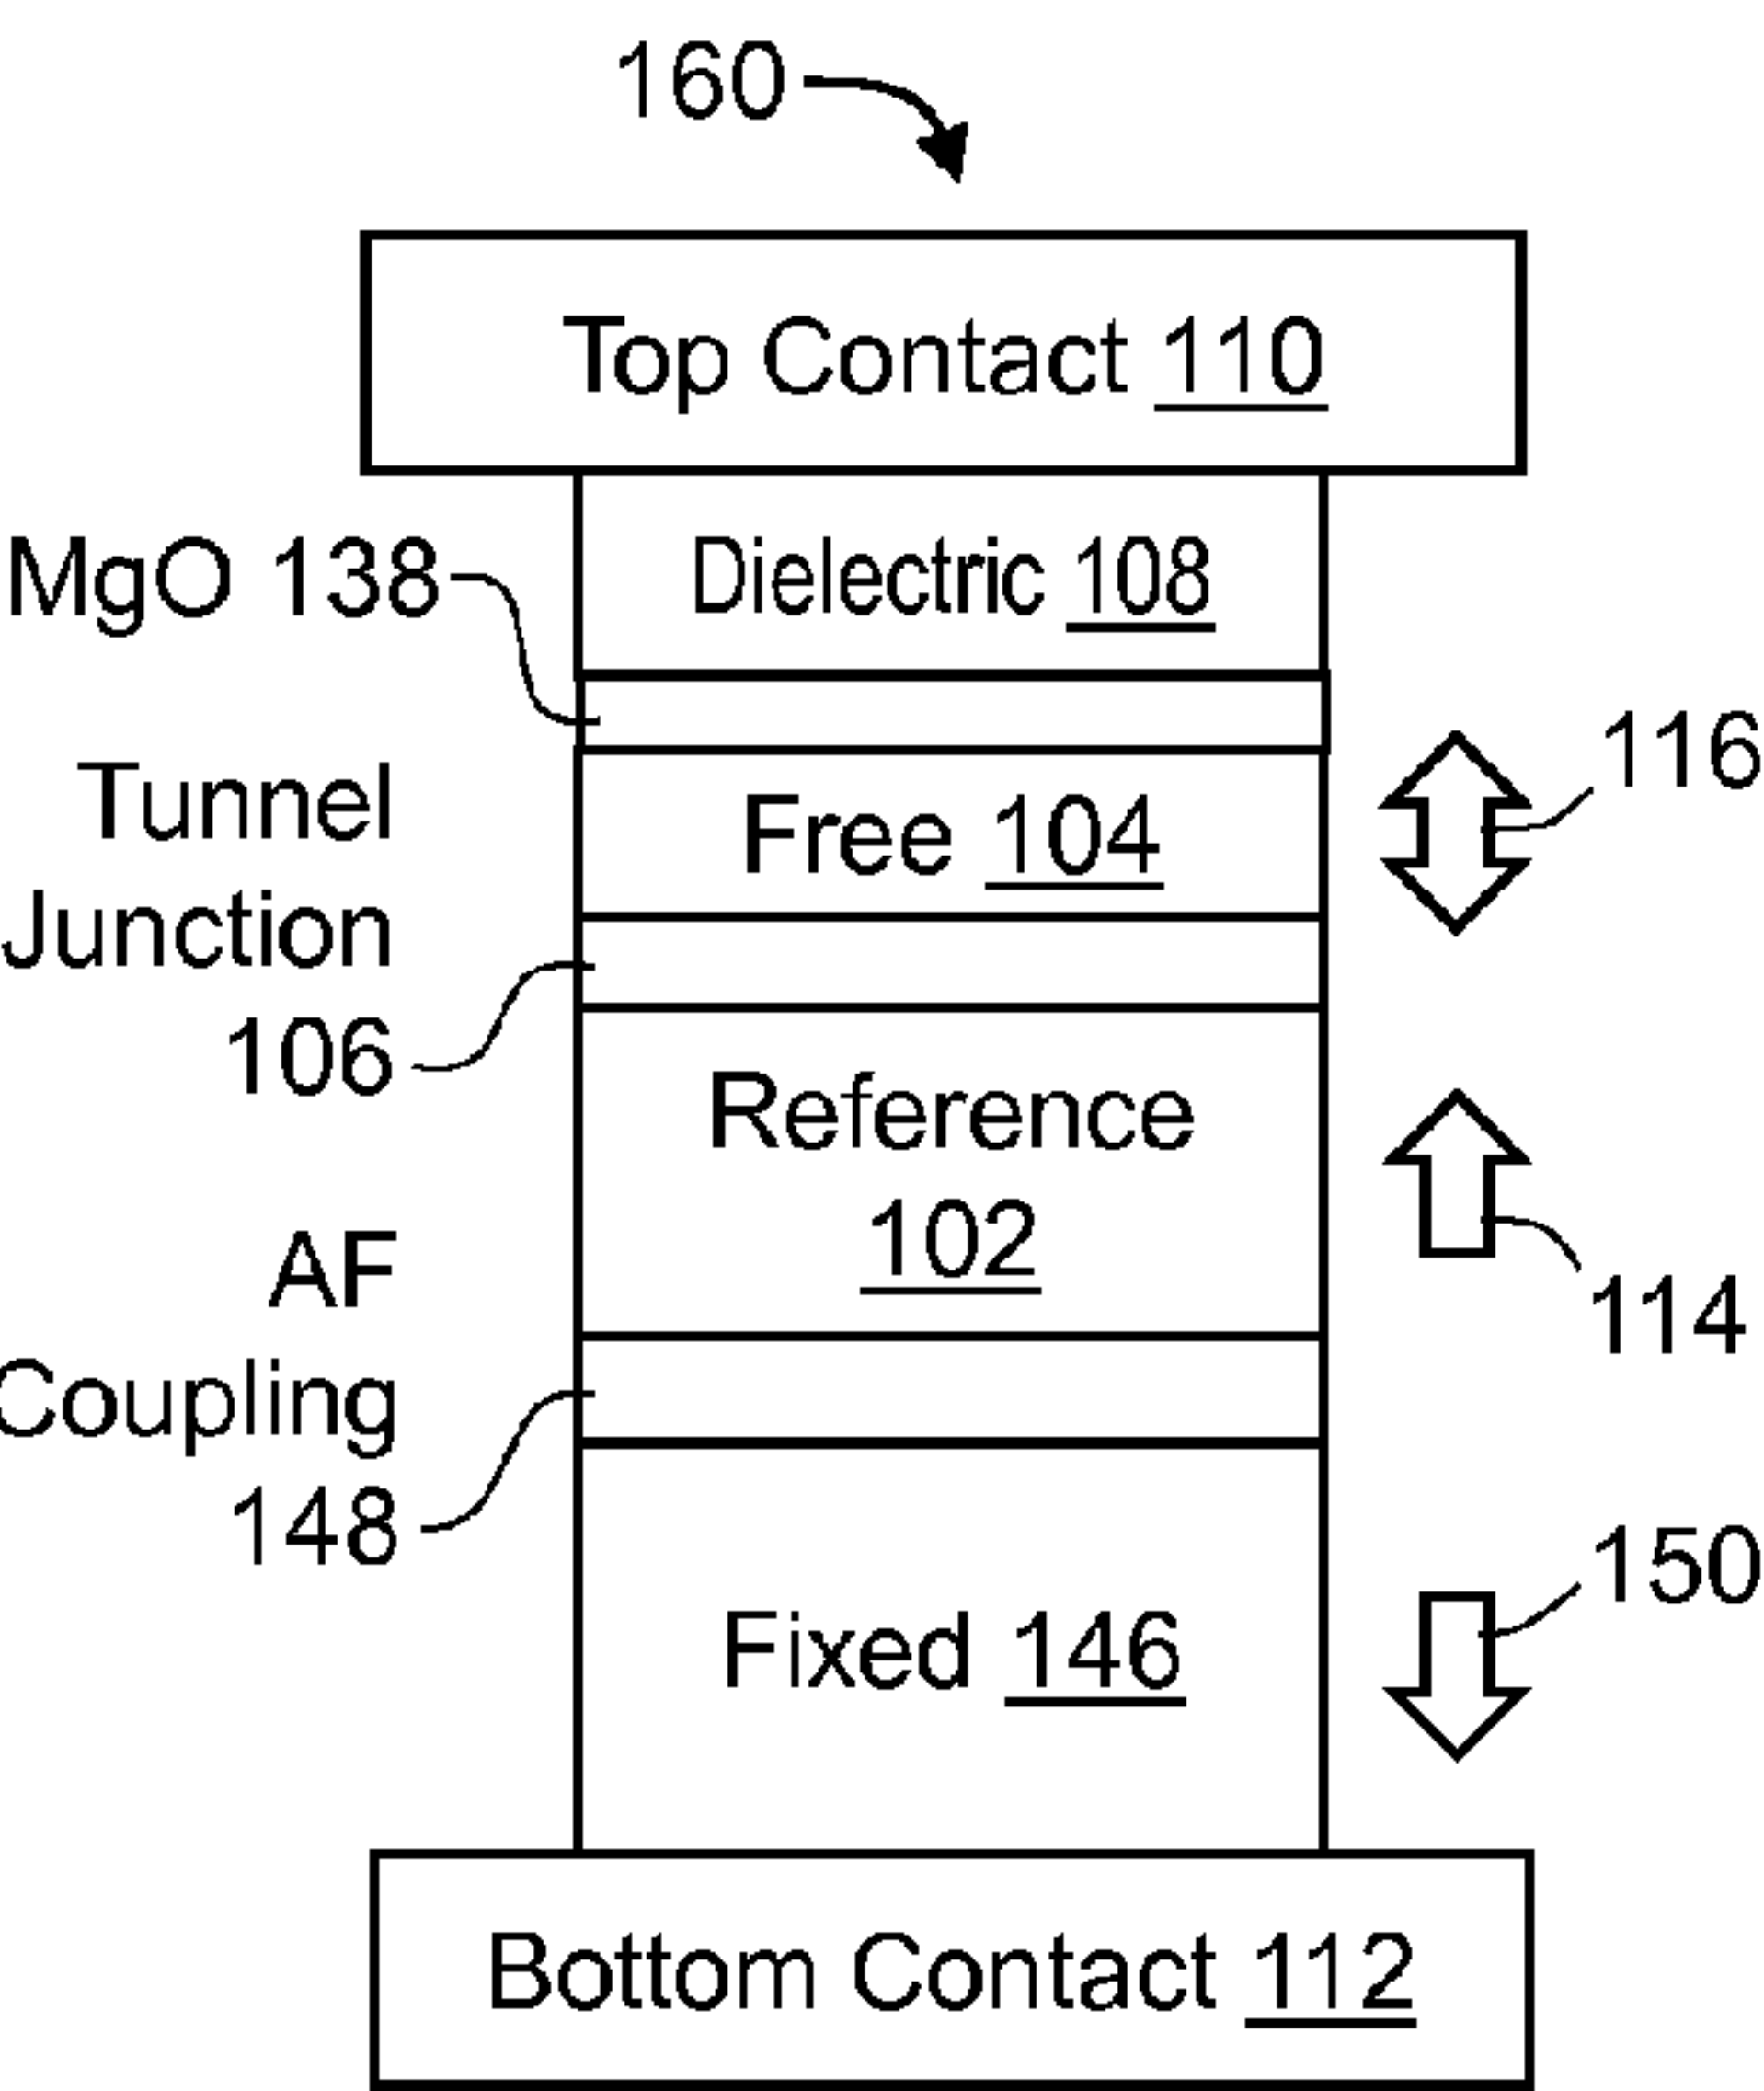 160
Top Contact 110
MgO 138
Dielectric 108
116
Tunnel
Junction
106
Free 104
Reference
102
114
AF
Coupling
148
150
Fixed 146
Bottom Contact 112